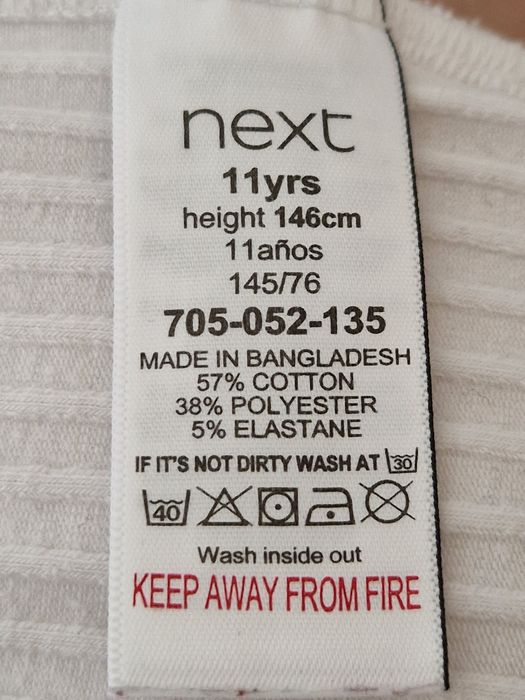 next
11yrs
height 146cm
11años
145/76
705-052-135
MADE IN BANGLADESH
57% COTTON
38% POLYESTER
5% ELASTANE
IF IT'S NOT DIRTY WASH AT 30
40
Wash inside out
KEEP AWAY FROM FIRE